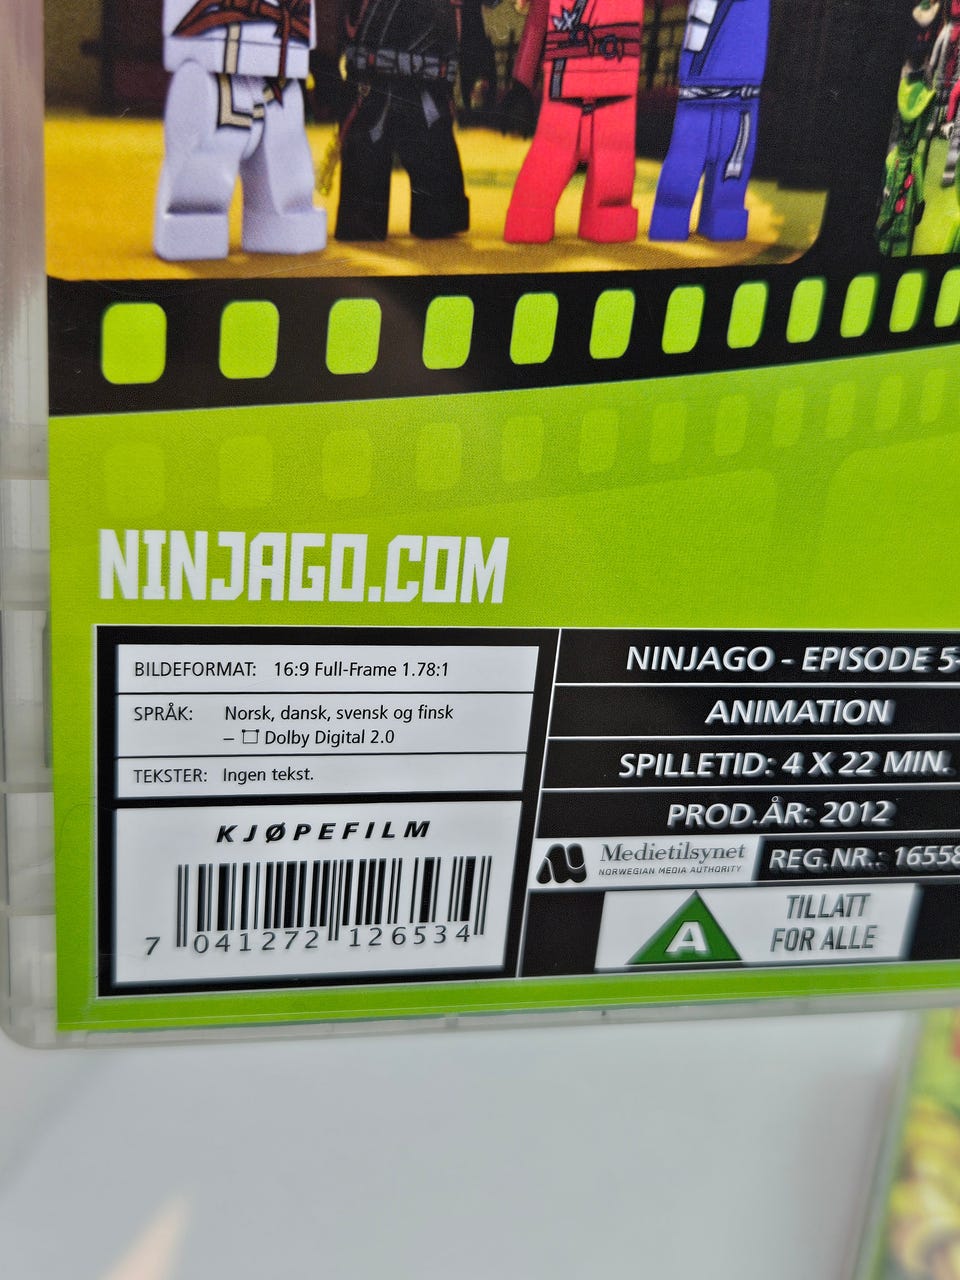 NINJAGO.COM
BILDEFORMAT: 16:9 Full-Frame 1.78:1
SPRÅK: Norsk, dansk, svensk og finsk
– Dolby Digital 2.0
TEKSTER: Ingen tekst.
KJØPEFILM
7 041272 126534
NINJAGO - EPISODE 5-
ANIMATION
SPILLETID: 4 X 22 MIN.
PROD.ÅR: 2012
Medietilsynet
NORWEGIAN MEDIA AUTHORITY
REG.NR.: 16558
A
TILLATT
FOR ALLE